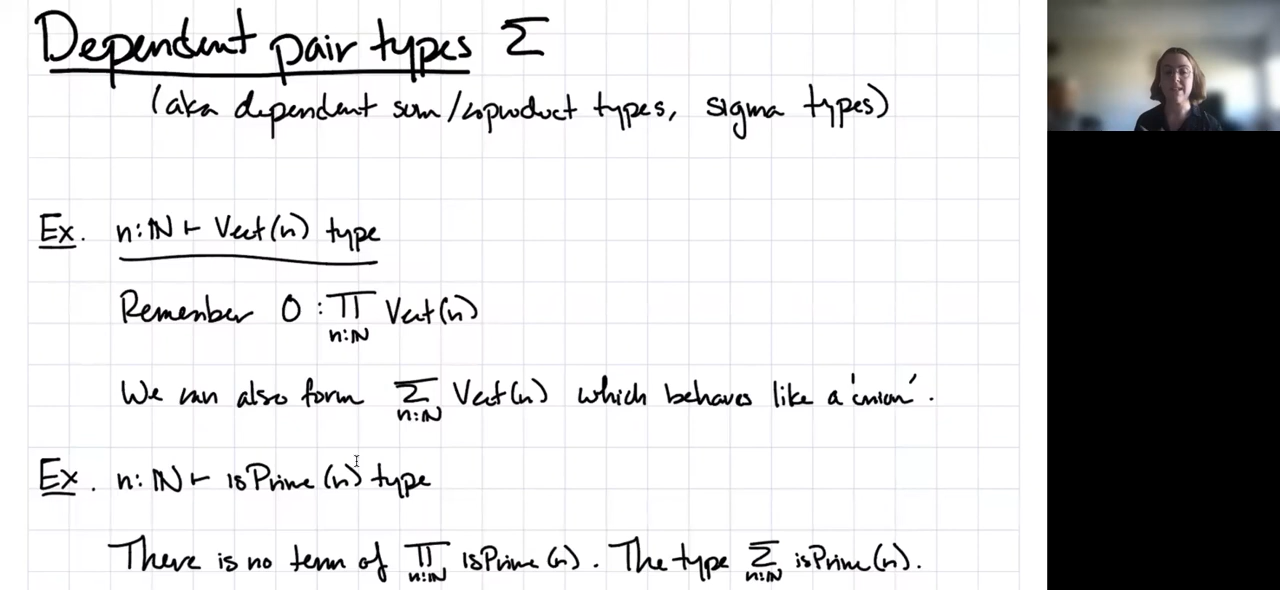 Dependent pair types Σ
(aka dependent sum/coproduct types, sigma types)
Ex. n:ℕ ⊢ Vect(n) type
Remember 0 : ∏ Vect(n)
n:ℕ
We can also form Σ Vect(n) which behaves like a 'union'.
n:ℕ
Ex. n:ℕ ⊢ isPrime(n) type
There is no term of ∏ isPrime(n). The type Σ isPrime(n).
n:ℕ n:ℕ